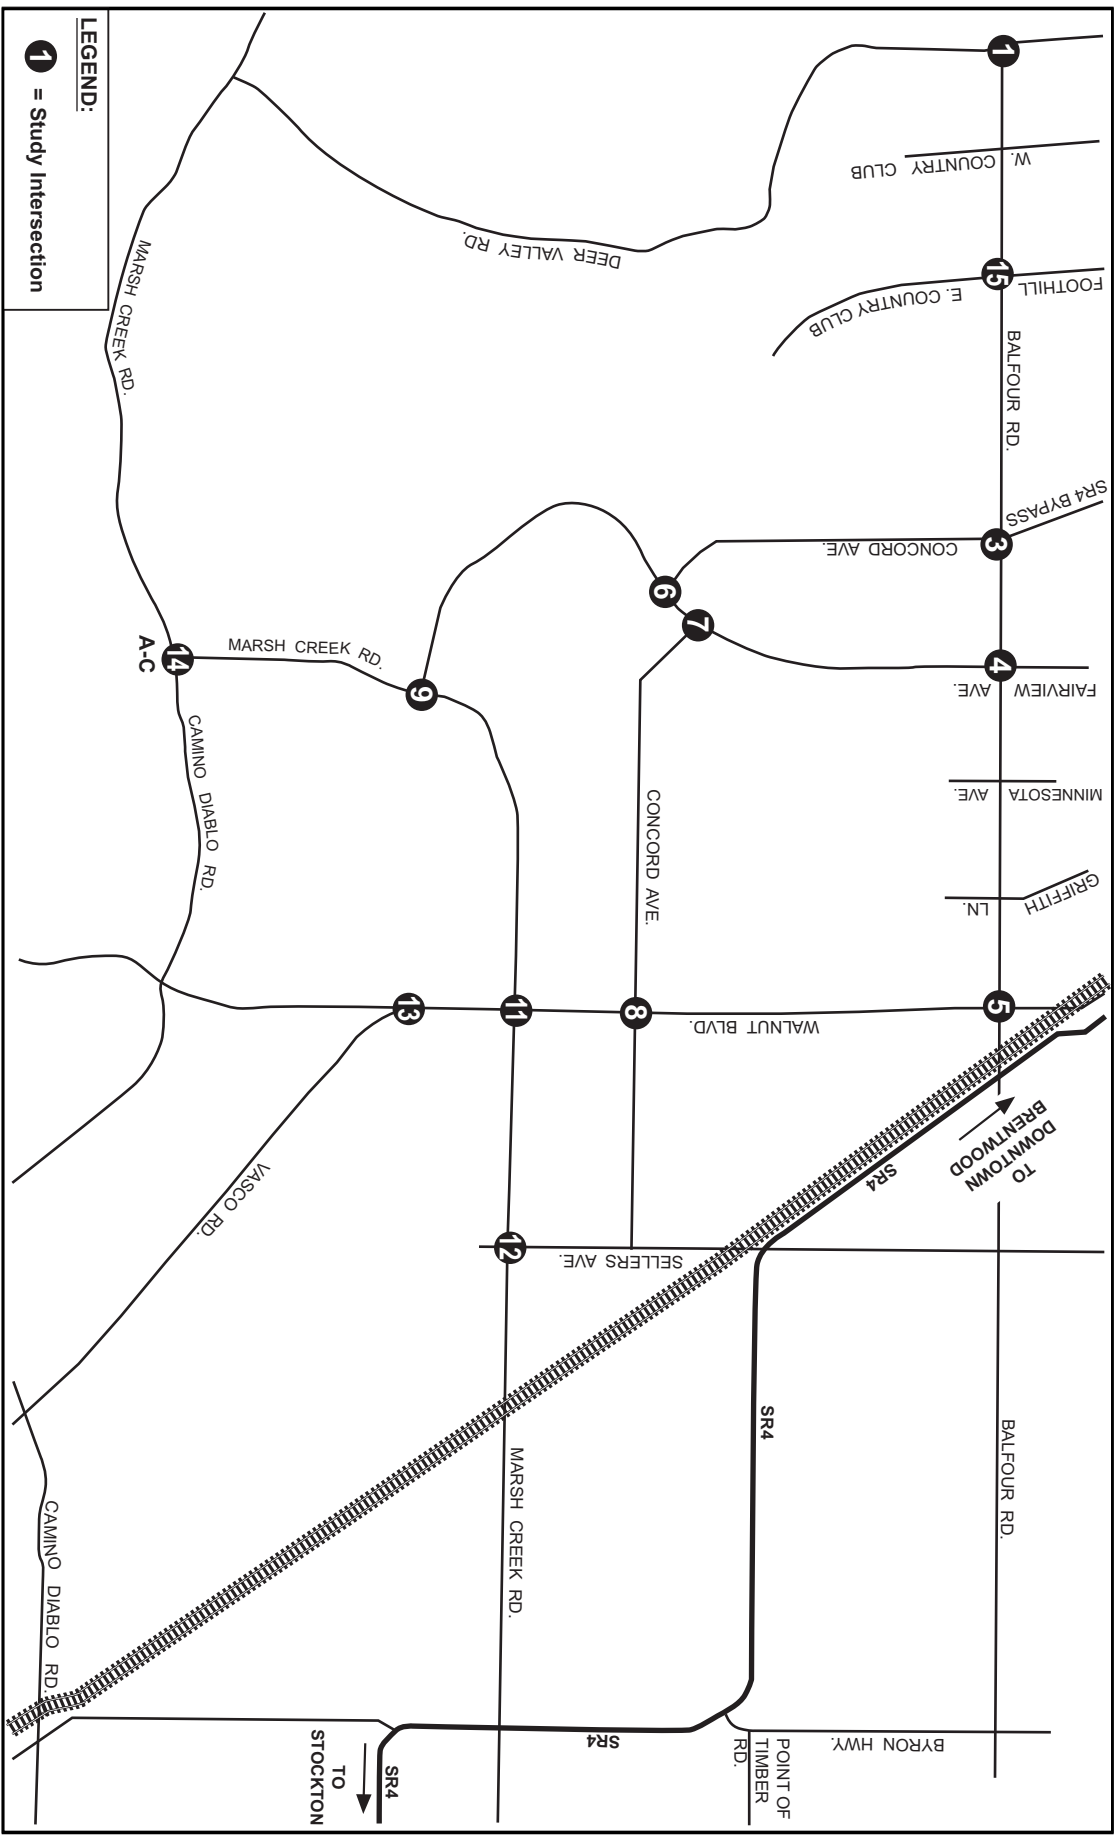 LEGEND:
1 = Study Intersection
1
15
3
4
5
6
7
8
9
11
12
13
14
A-C
W. COUNTRY CLUB
FOOTHILL
E. COUNTRY CLUB
BALFOUR RD.
SR4 BYPASS
CONCORD AVE.
FAIRVIEW AVE.
MINNESOTA AVE.
GRIFFITH LN.
DEER VALLEY RD.
MARSH CREEK RD.
MARSH CREEK RD.
CAMINO DIABLO RD.
CONCORD AVE.
WALNUT BLVD.
VASCO RD.
TO
DOWNTOWN
BRENTWOOD
SR4
SELLERS AVE.
SR4
BALFOUR RD.
MARSH CREEK RD.
CAMINO DIABLO RD.
BYRON HWY.
POINT OF
TIMBER
RD.
SR4
SR4
TO
STOCKTON